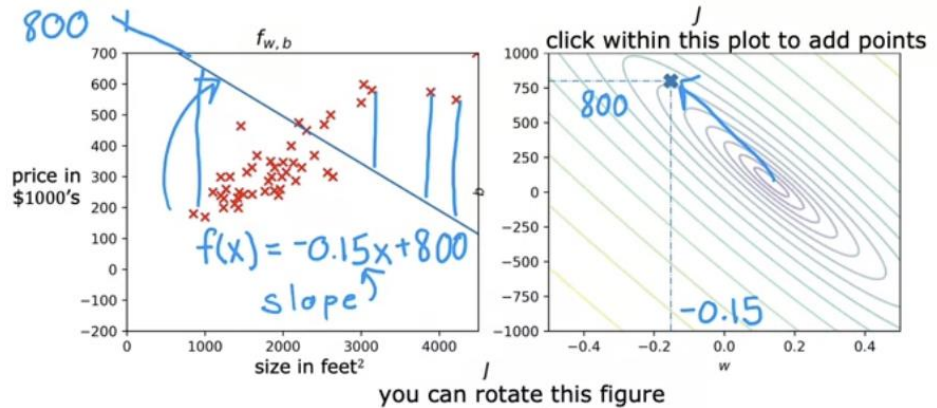 800
f_{w,b}
700
600
500
400
300
200
100
0
−100
−200
price in
$1000's
0
1000
2000
3000
4000
size in feet²
f(x) = -0.15x+800
slope
J
click within this plot to add points
1000
750
500
250
0
−250
−500
−750
−1000
b
800
-0.15
−0.4
−0.2
0.0
0.2
0.4
w
J
you can rotate this figure